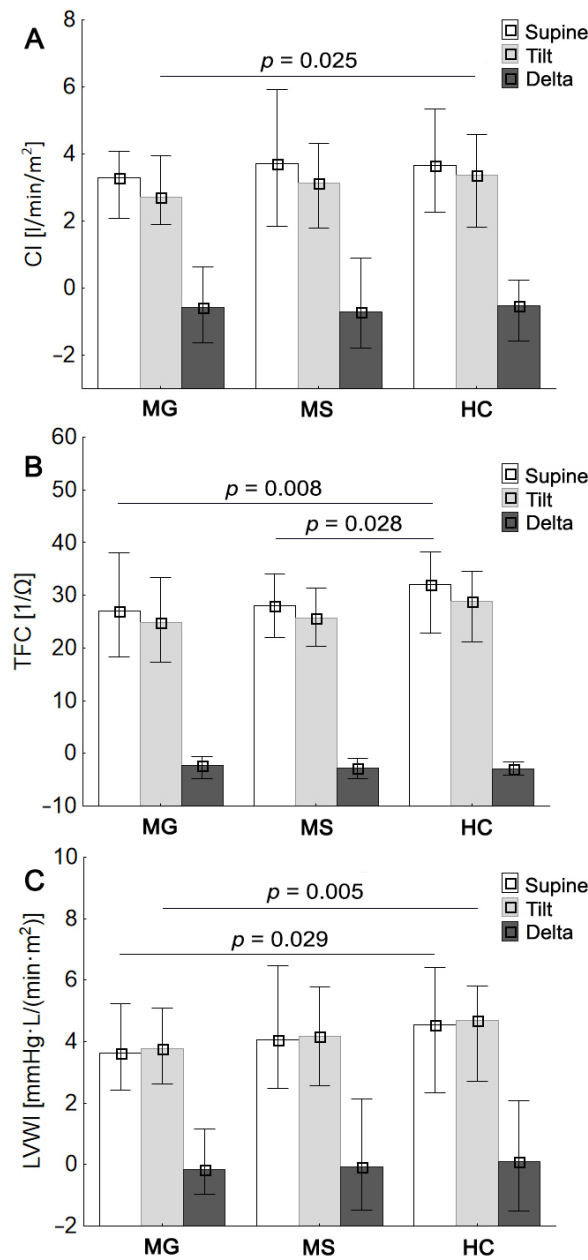 A
8
6
4
2
0
−2
CI [l/min/m²]
p = 0.025
Supine
Tilt
Delta
MG MS HC
B
60
50
40
30
20
10
0
−10
TFC [1/Ω]
p = 0.008
p = 0.028
Supine
Tilt
Delta
MG MS HC
C
10
8
6
4
2
0
−2
LVWI [mmHg·L/(min·m²)]
p = 0.005
p = 0.029
Supine
Tilt
Delta
MG MS HC